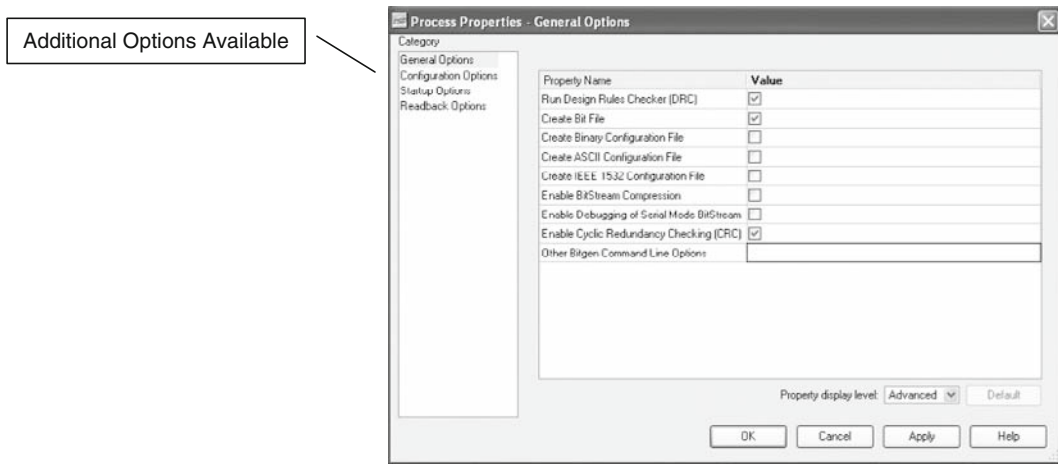 Additional Options Available
Process Properties - General Options
Category
General Options
Configuration Options
Startup Options
Readback Options
Property Name Value
Run Design Rules Checker (DRC)
Create Bit File
Create Binary Configuration File
Create ASCII Configuration File
Create IEEE 1532 Configuration File
Enable BitStream Compression
Enable Debugging of Serial Mode BitStream
Enable Cyclic Redundancy Checking (CRC)
Other Bitgen Command Line Options
Property display level: Advanced Default
OK Cancel Apply Help